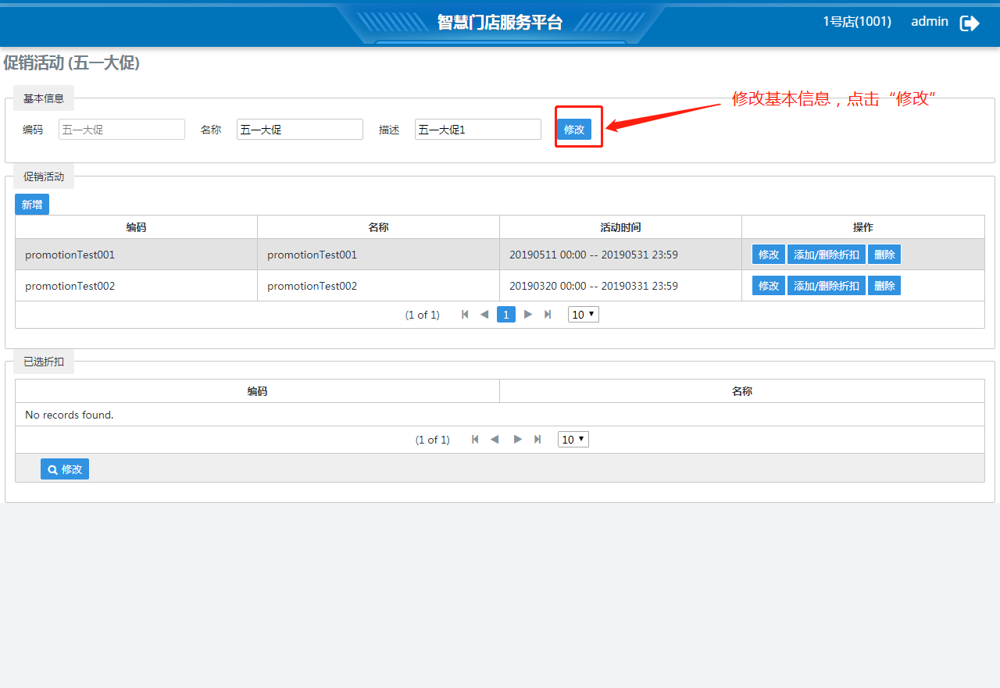 智慧门店服务平台
1号店(1001) admin
促销活动 (五一大促)
基本信息
修改基本信息，点击“修改”
编码 五一大促 名称 五一大促 描述 五一大促1 修改
促销活动
新增
编码 名称 活动时间 操作
promotionTest001 promotionTest001 20190511 00:00 -- 20190531 23:59 修改 添加/删除折扣 删除
promotionTest002 promotionTest002 20190320 00:00 -- 20190331 23:59 修改 添加/删除折扣 删除
(1 of 1) 1 10
已选折扣
编码 名称
No records found.
(1 of 1) 10
修改